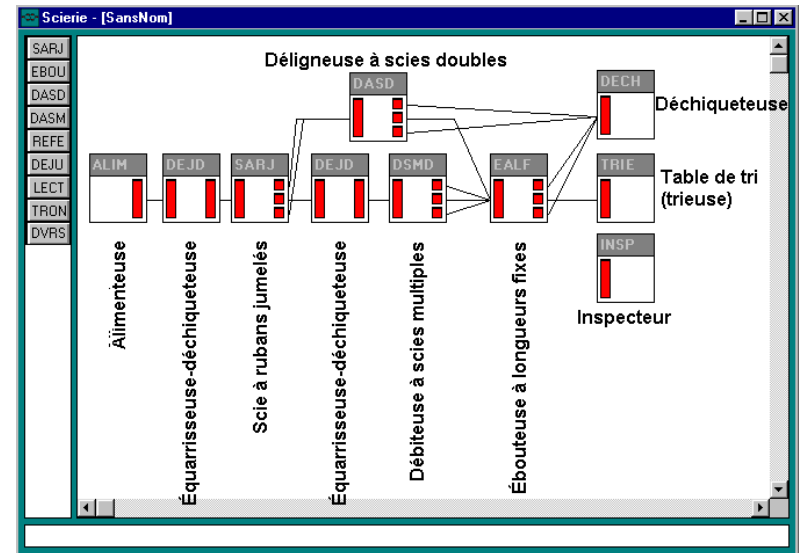 Scierie - [SansNom]
SARJ
EBOU
DASD
DASM
REFE
DEJU
LECT
TRON
DVRS
Déligneuse à scies doubles
DASD
DECH
Déchiqueteuse
ALIM
DEJD
SARJ
DEJD
DSMD
EALF
TRIE
Table de tri
(trieuse)
INSP
Inspecteur
Alimenteuse
Équarrisseuse-déchiqueteuse
Scie à rubans jumelés
Équarrisseuse-déchiqueteuse
Débiteuse à scies multiples
Ébouteuse à longueurs fixes